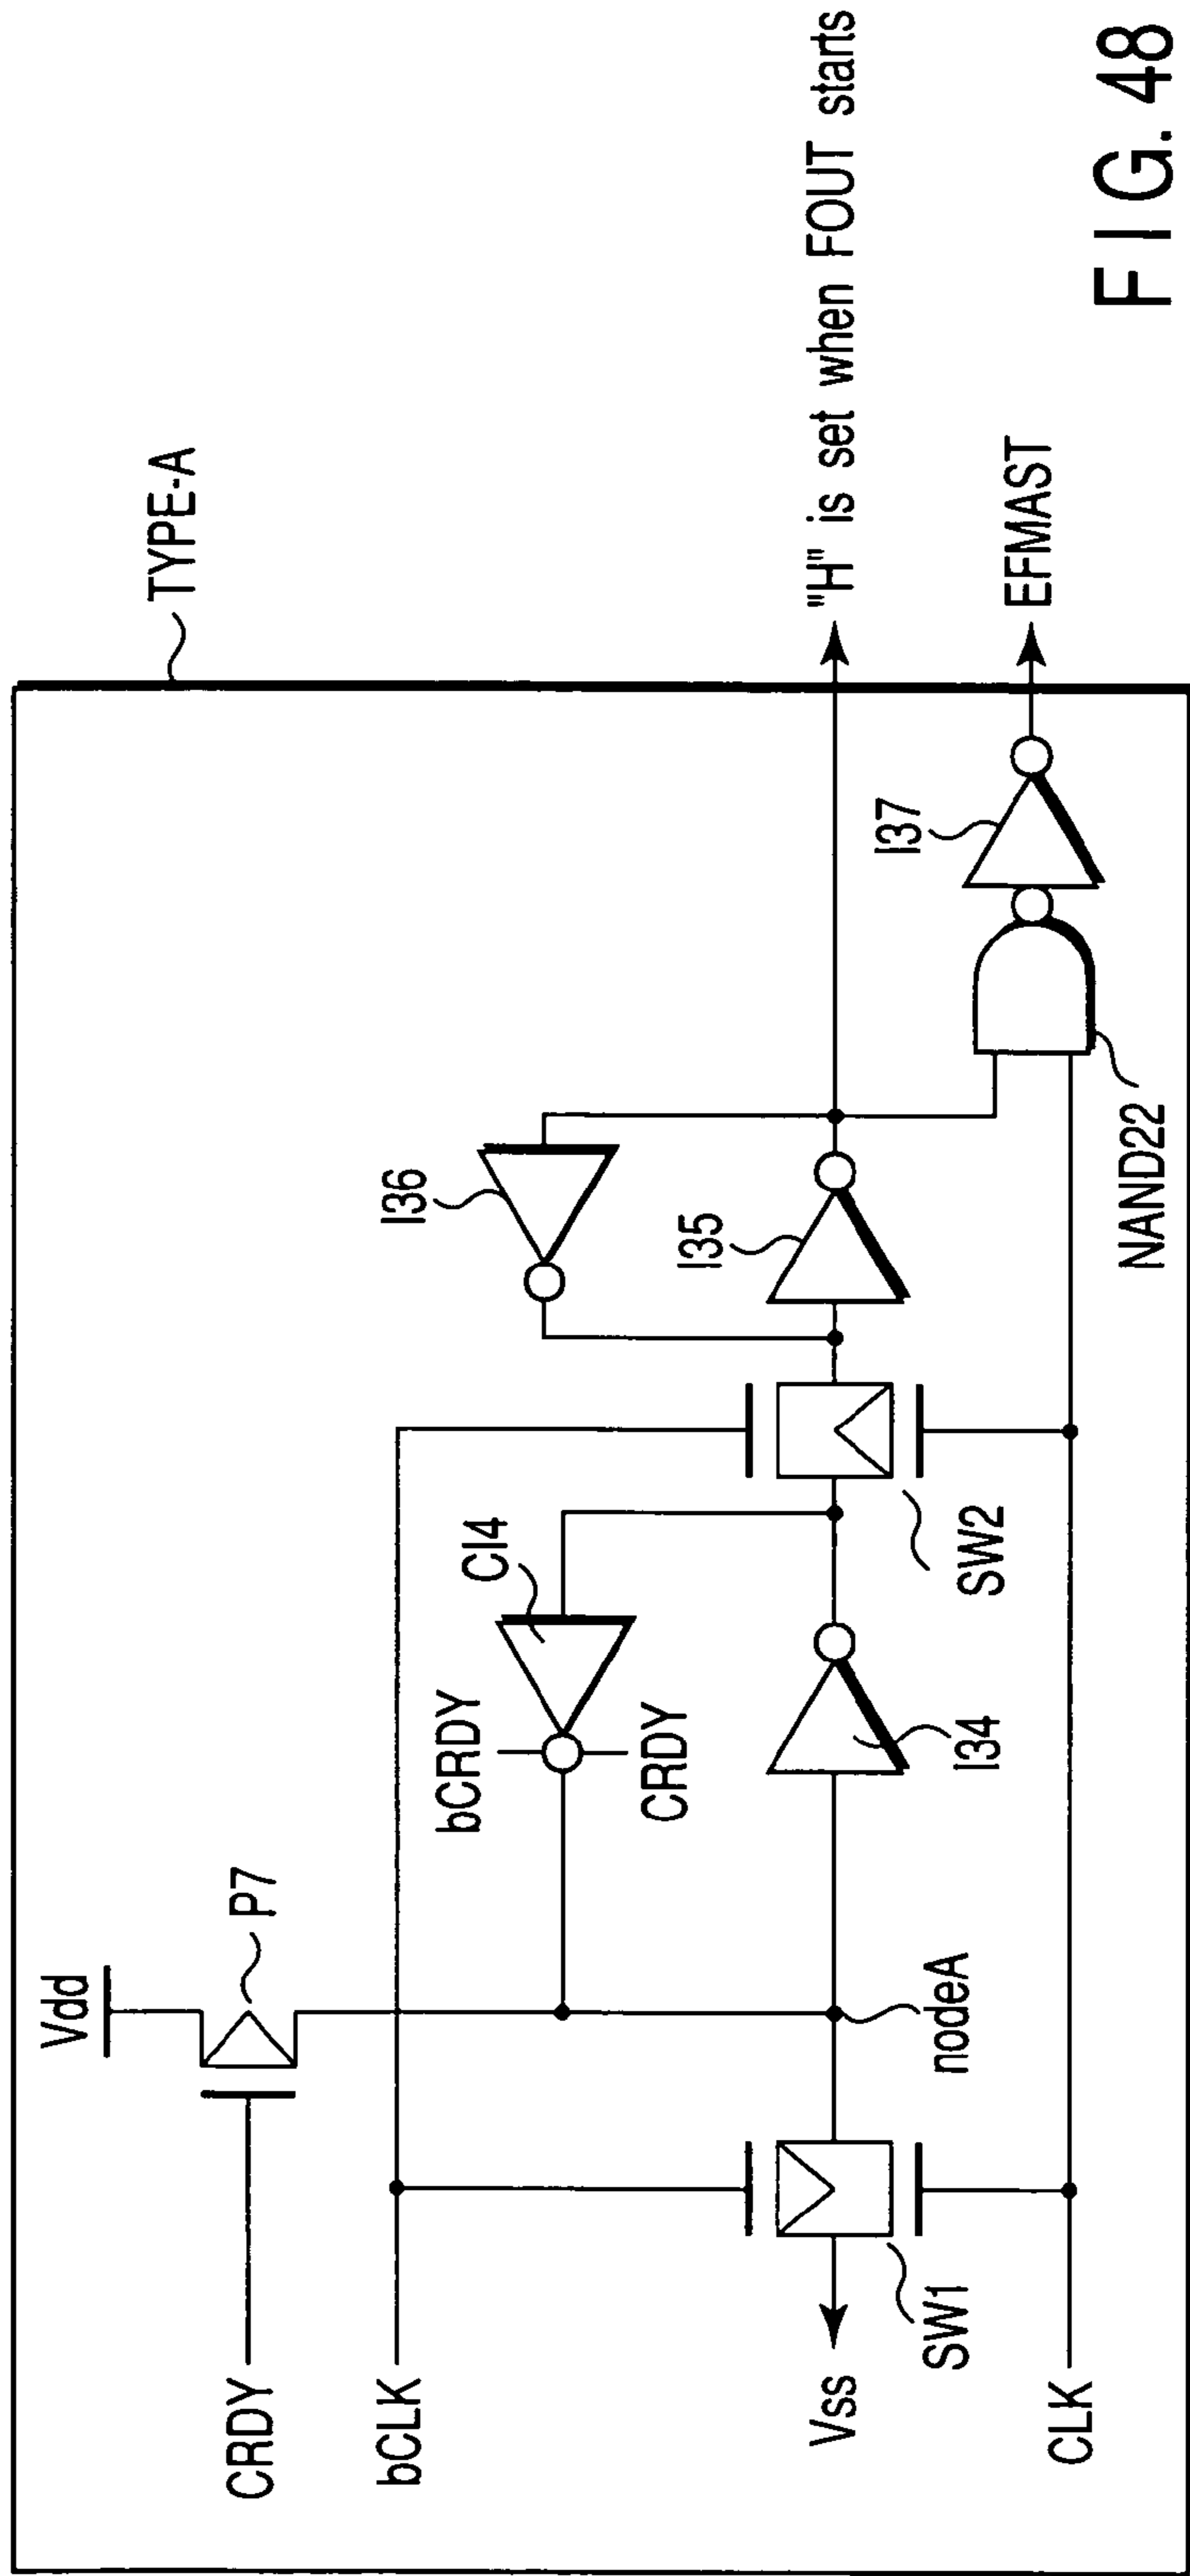 TYPE-A
Vdd
P7
CRDY
bCLK
bCRDY
CI4
CRDY
I36
nodeA
I34
I35
Vss
SW1
SW2
"H" is set when FOUT starts
I37
EFMAST
CLK
NAND22
FIG. 48